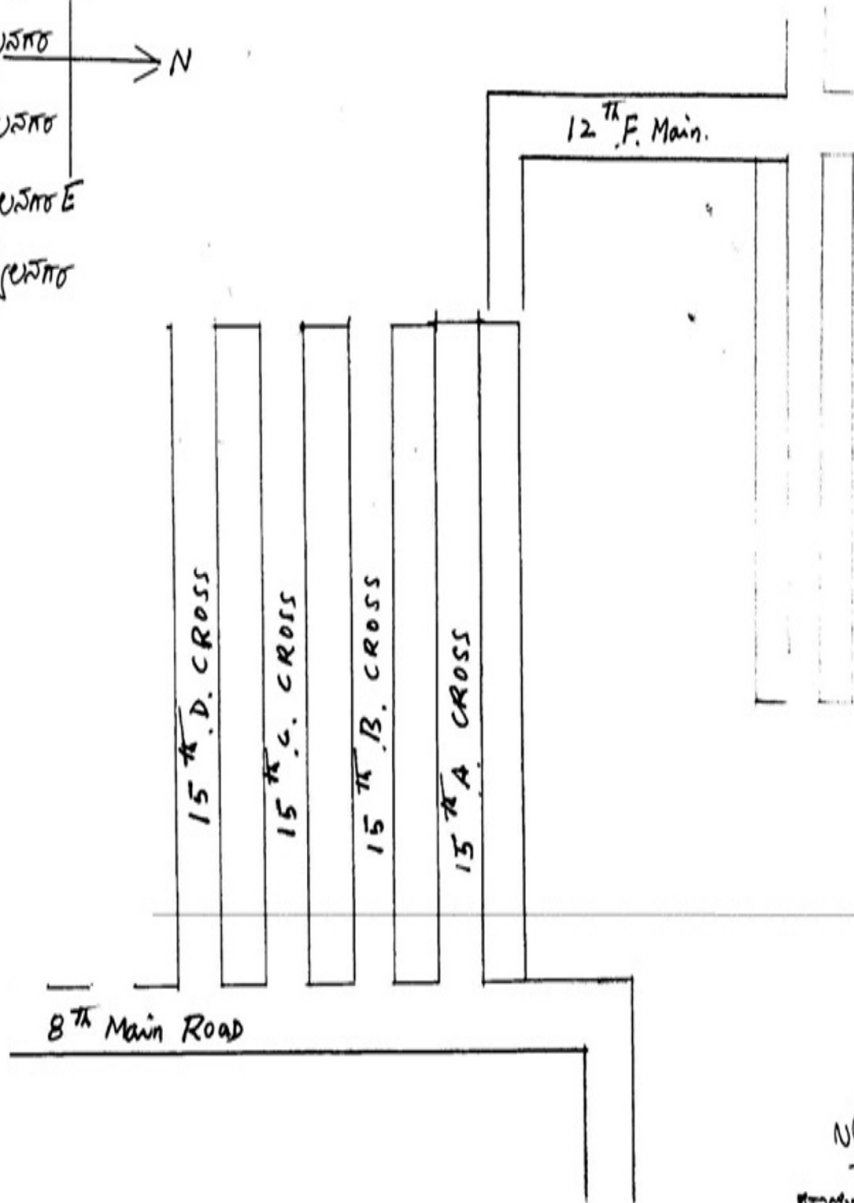 N
12th F. Main.
E
15th D. CROSS
15th C. CROSS
15th B. CROSS
15th A. CROSS
8th Main Road